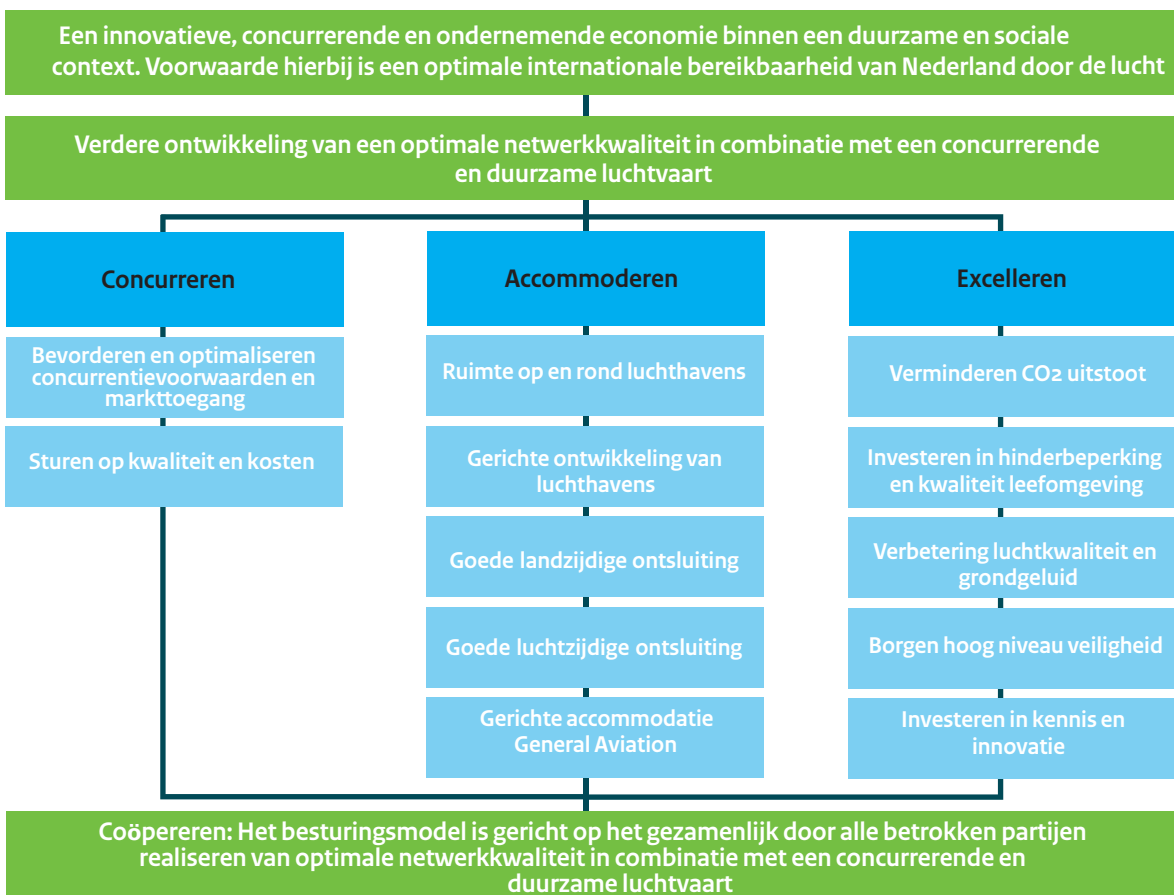 Een innovatieve, concurrerende en ondernemende economie binnen een duurzame en sociale
context. Voorwaarde hierbij is een optimale internationale bereikbaarheid van Nederland door de lucht
Verdere ontwikkeling van een optimale netwerkkwaliteit in combinatie met een concurrerende
en duurzame luchtvaart
Concurreren
Bevorderen en optimaliseren
concurrentievoorwaarden en
markttoegang
Sturen op kwaliteit en kosten
Accommoderen
Ruimte op en rond luchthavens
Gerichte ontwikkeling van
luchthavens
Goede landzijdige ontsluiting
Goede luchtzijdige ontsluiting
Gerichte accommodatie
General Aviation
Excelleren
Verminderen CO2 uitstoot
Investeren in hinderbeperking
en kwaliteit leefomgeving
Verbetering luchtkwaliteit en
grondgeluid
Borgen hoog niveau veiligheid
Investeren in kennis en
innovatie
Coöpereren: Het besturingsmodel is gericht op het gezamenlijk door alle betrokken partijen
realiseren van optimale netwerkkwaliteit in combinatie met een concurrerende en
duurzame luchtvaart